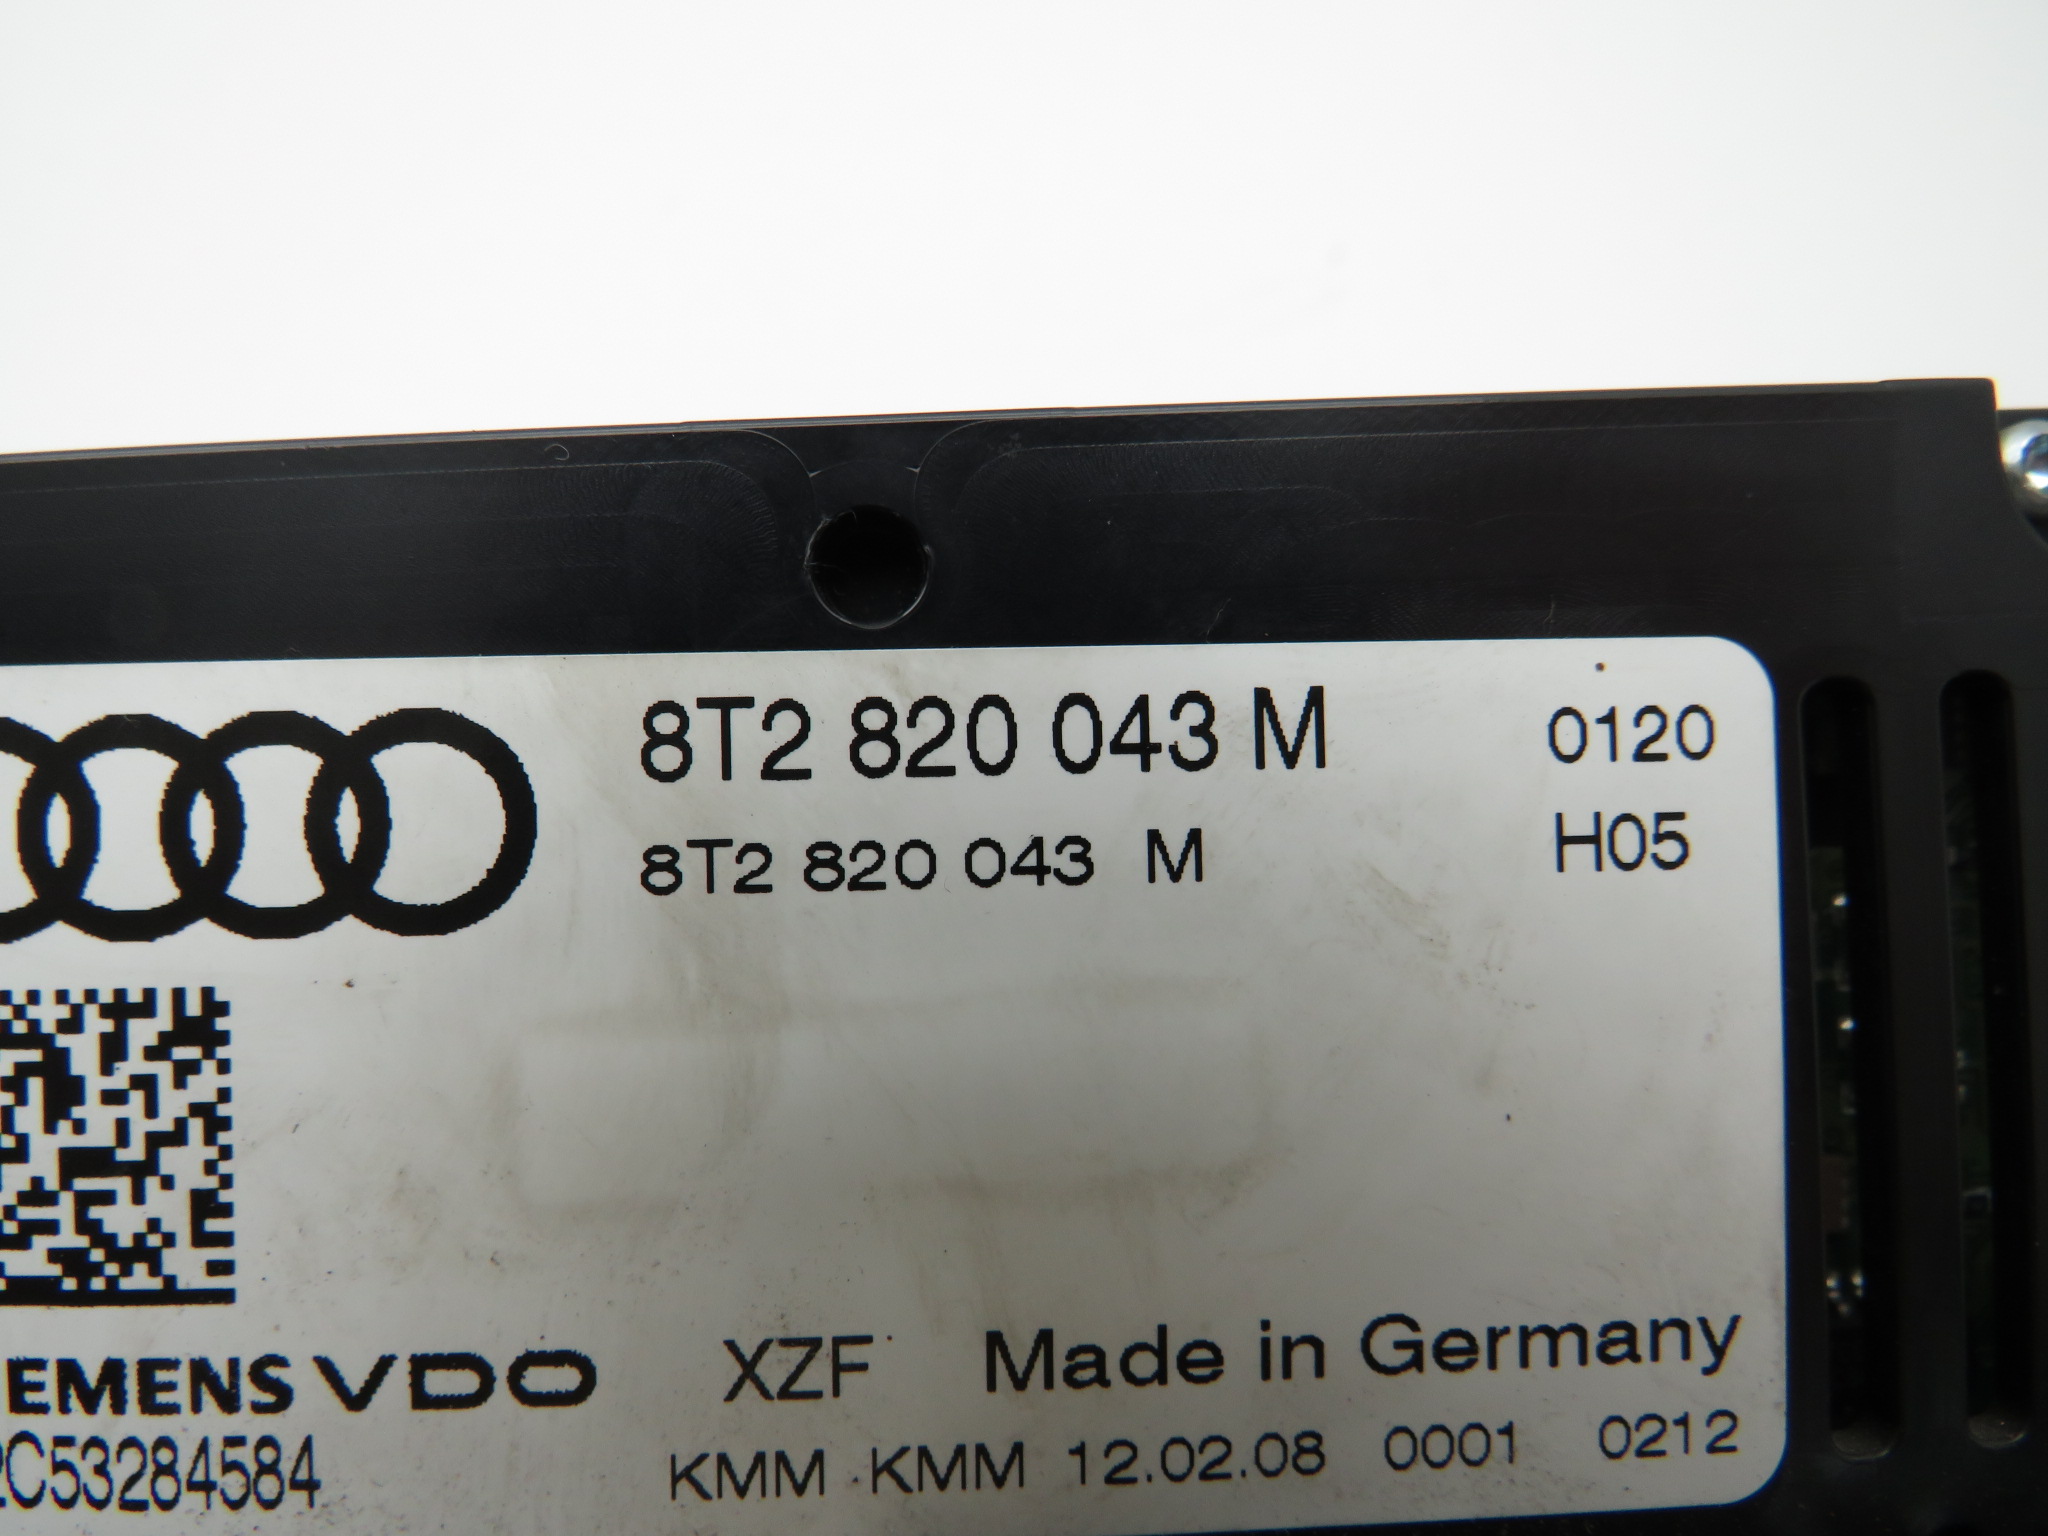 8T2 820 043 M 0120
8T2 820 043 M H05
EMENS VDO XZF Made in Germany
2C53284584 KMM KMM 12.02.08 0001 0212